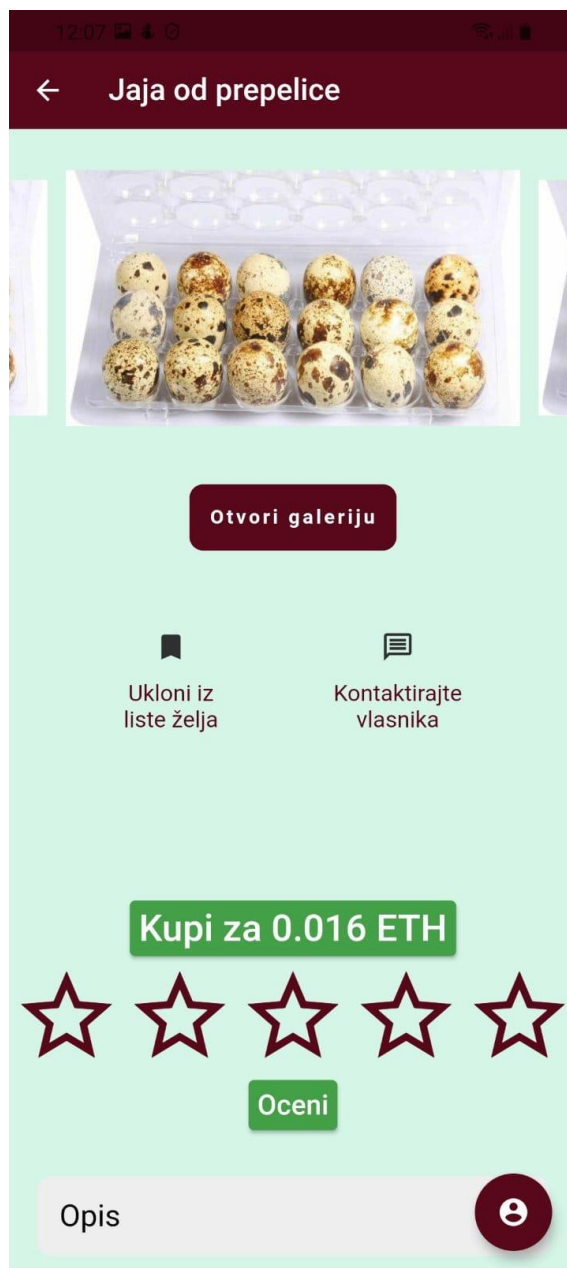 12:07
Jaja od prepelice
Otvori galeriju
Ukloni iz
liste želja
Kontaktirajte
vlasnika
Kupi za 0.016 ETH
Oceni
Opis